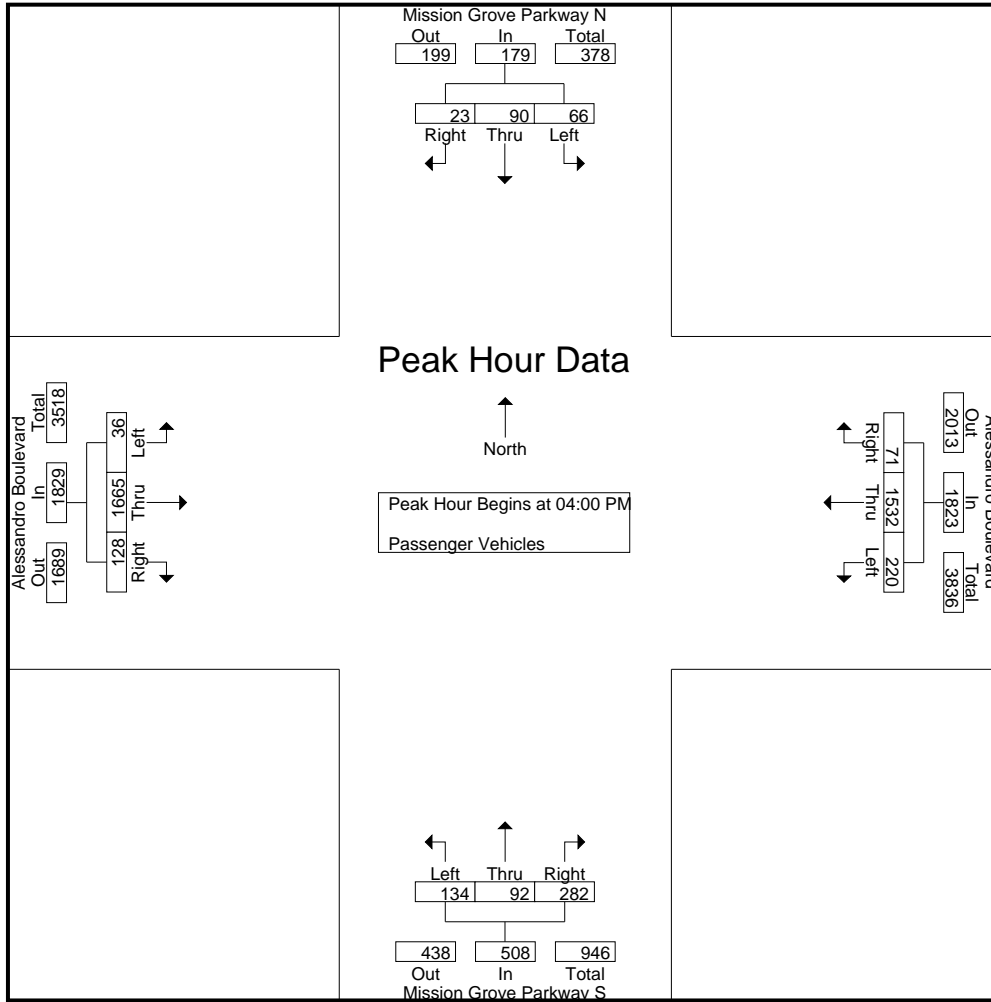 Mission Grove Parkway N
Out In Total
199 179 378
23 90 66
Right Thru Left
Peak Hour Data
North
Peak Hour Begins at 04:00 PM
Passenger Vehicles
Alessandro Boulevard
Total In Out
3518 1829 1689
36 1665 128
Left Thru Right
Alessandro Boulevard
Out In Total
2013 1823 3836
71 1532 220
Right Thru Left
Left Thru Right
134 92 282
438 508 946
Out In Total
Mission Grove Parkway S